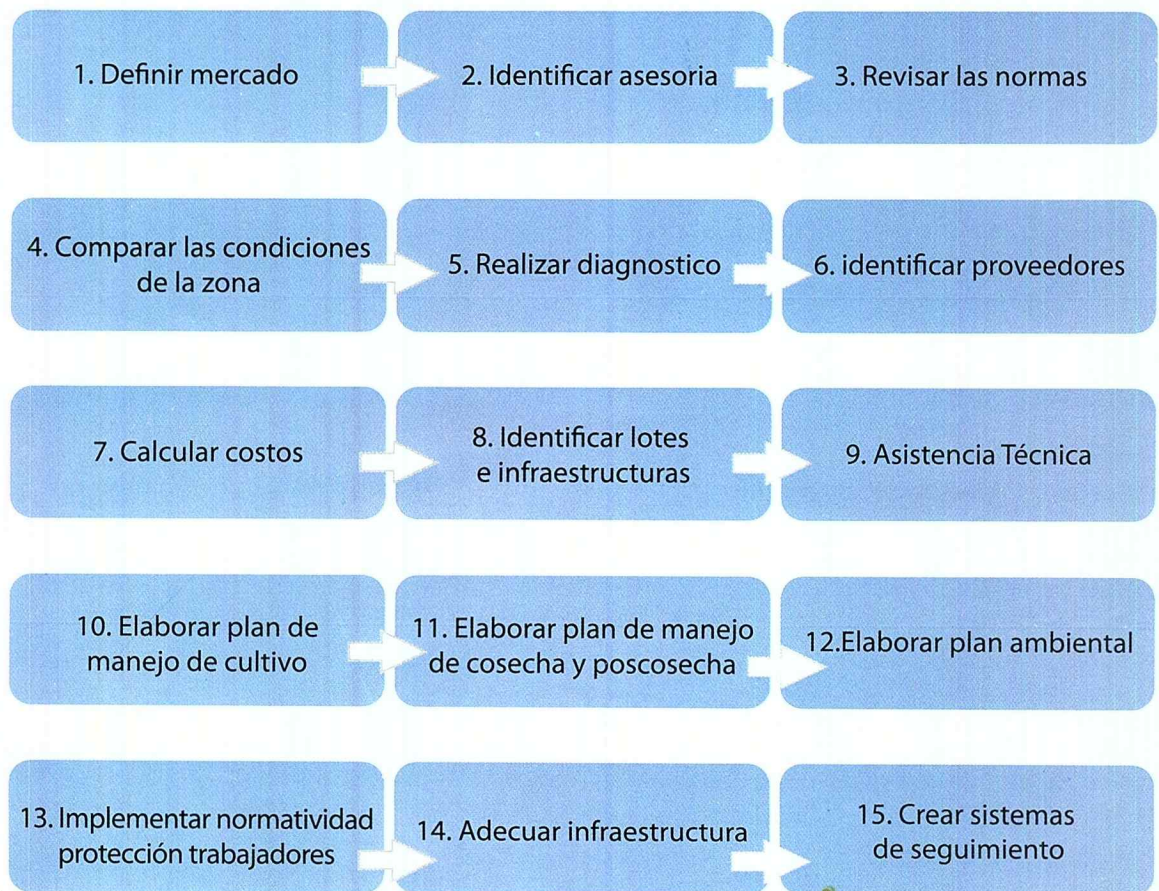 1. Definir mercado
2. Identificar asesoria
3. Revisar las normas
4. Comparar las condiciones
de la zona
5. Realizar diagnostico
6. identificar proveedores
7. Calcular costos
8. Identificar lotes
e infraestructuras
9. Asistencia Técnica
10. Elaborar plan de
manejo de cultivo
11. Elaborar plan de manejo
de cosecha y poscosecha
12.Elaborar plan ambiental
13. Implementar normatividad
protección trabajadores
14. Adecuar infraestructura
15. Crear sistemas
de seguimiento